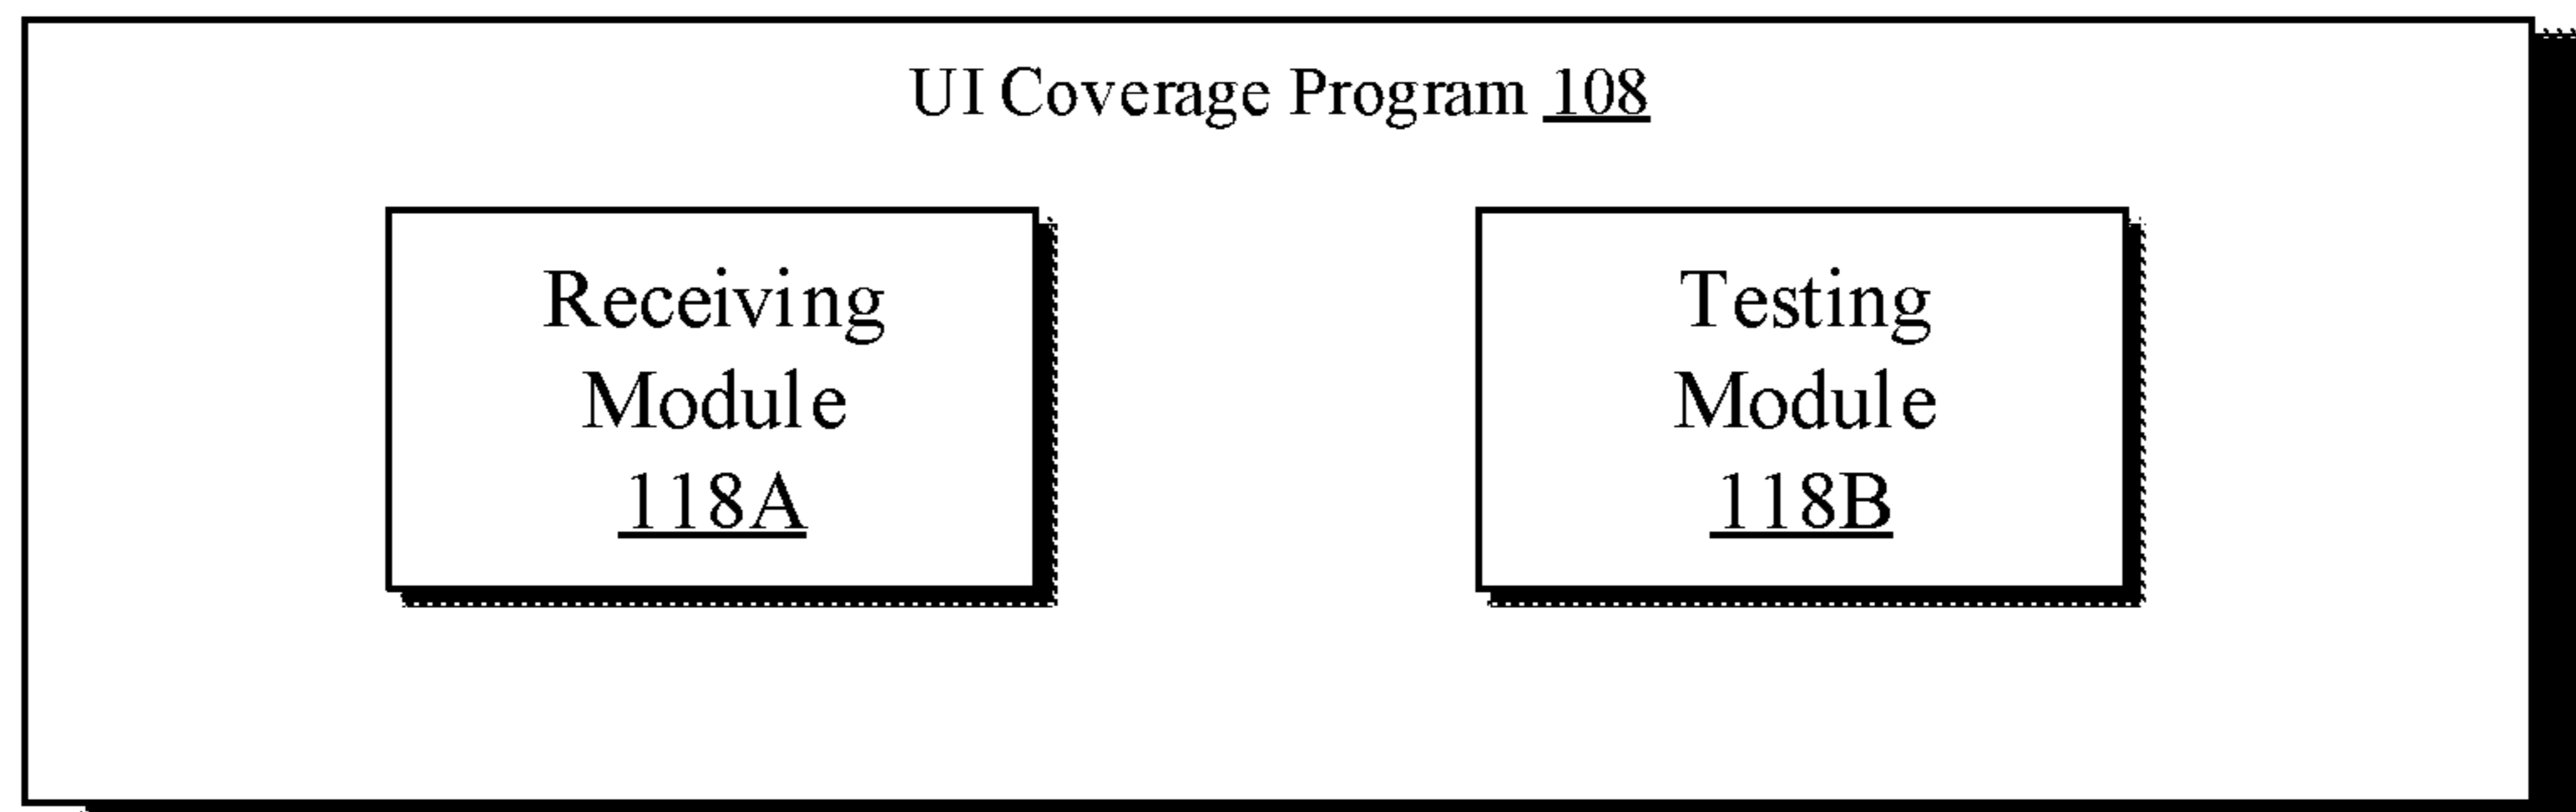 UI Coverage Program 108
Receiving
Module
118A
Testing
Module
118B